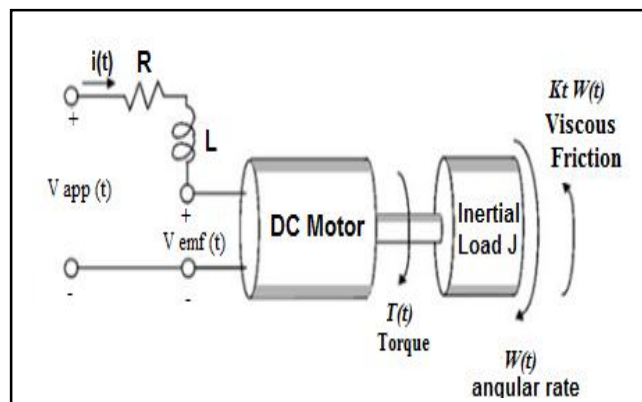 i(t)
R
L
+
V app (t)
+
V emf (t)
-
-
DC Motor
T(t)
Torque
Inertial
Load J
Kt W(t)
Viscous
Friction
W(t)
angular rate